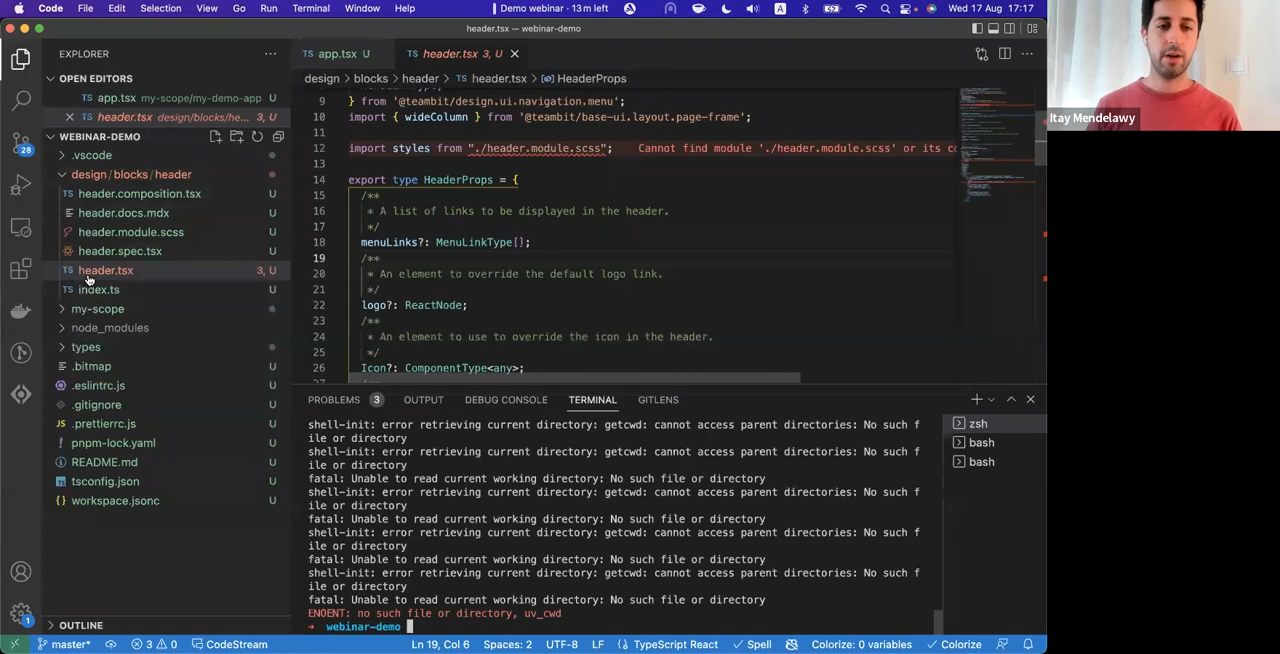 Code File Edit Selection View Go Run Terminal Window Help
Demo webinar · 13m left
A
Wed 17 Aug 17:17
header.tsx — webinar-demo
EXPLORER
OPEN EDITORS
app.tsx my-scope/my-demo-app U
header.tsx design/blocks/he... 3, U
WEBINAR-DEMO
.vscode
design / blocks / header
TS header.composition.tsx U
header.docs.mdx U
header.module.scss U
header.spec.tsx U
TS header.tsx 3, U
TS index.ts U
my-scope
node_modules
types
.bitmap U
.eslintrc.js U
.gitignore U
JS .prettierrc.js U
! pnpm-lock.yaml U
README.md U
tsconfig.json U
{} workspace.jsonc U
OUTLINE
28
1
TS app.tsx U
TS header.tsx 3, U
design > blocks > header > TS header.tsx > HeaderProps
9 } from '@teambit/design.ui.navigation.menu';
10 import { wideColumn } from '@teambit/base-ui.layout.page-frame';
11
12 import styles from "./header.module.scss"; Cannot find module './header.module.scss' or its co
13
14 export type HeaderProps = {
15 /**
16 * A list of links to be displayed in the header.
17 */
18 menuLinks?: MenuLinkType[];
19 /**
20 * An element to override the default logo link.
21 */
22 logo?: ReactNode;
23 /**
24 * An element to use to override the icon in the header.
25 */
26 Icon?: ComponentType<any>;
27 /**
PROBLEMS 3 OUTPUT DEBUG CONSOLE TERMINAL GITLENS
shell-init: error retrieving current directory: getcwd: cannot access parent directories: No such f
ile or directory
shell-init: error retrieving current directory: getcwd: cannot access parent directories: No such f
ile or directory
fatal: Unable to read current working directory: No such file or directory
shell-init: error retrieving current directory: getcwd: cannot access parent directories: No such f
ile or directory
fatal: Unable to read current working directory: No such file or directory
shell-init: error retrieving current directory: getcwd: cannot access parent directories: No such f
ile or directory
fatal: Unable to read current working directory: No such file or directory
shell-init: error retrieving current directory: getcwd: cannot access parent directories: No such f
ile or directory
fatal: Unable to read current working directory: No such file or directory
ENOENT: no such file or directory, uv_cwd
→ webinar-demo
zsh
bash
bash
master* 3 0 CodeStream
Ln 19, Col 6 Spaces: 2 UTF-8 LF {} TypeScript React Spell Colorize: 0 variables Colorize
Itay Mendelawy